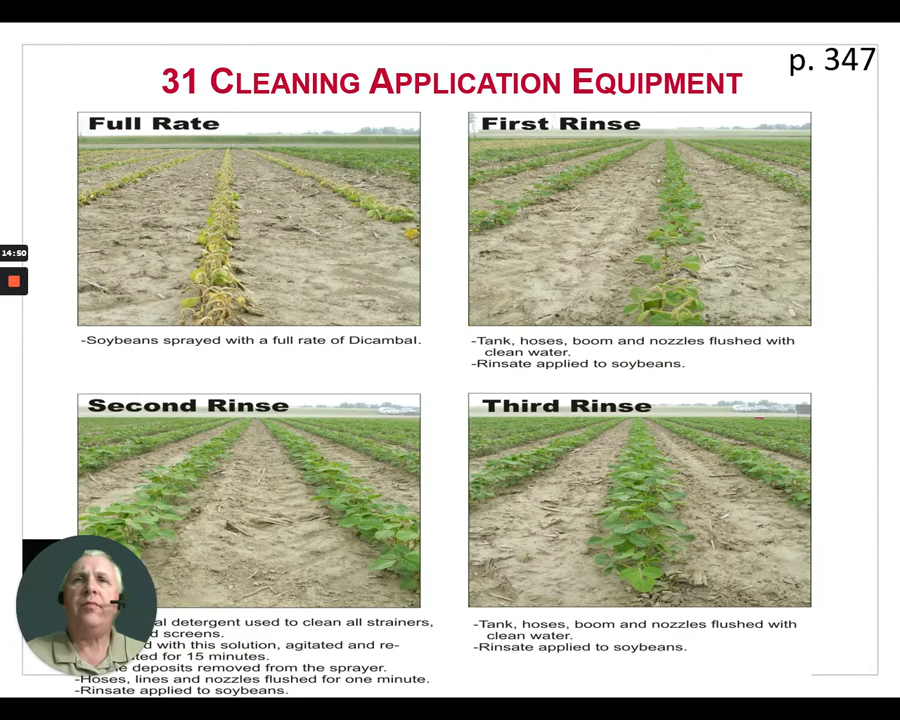 p. 347
31 CLEANING APPLICATION EQUIPMENT
Full Rate
-Soybeans sprayed with a full rate of Dicambal.
First Rinse
-Tank, hoses, boom and nozzles flushed with
clean water.
-Rinsate applied to soybeans.
14:50
Second Rinse
al detergent used to clean all strainers,
d screens.
d with this solution, agitated and re-
ted for 15 minutes.
e deposits removed from the sprayer.
-Hoses, lines and nozzles flushed for one minute.
-Rinsate applied to soybeans.
Third Rinse
-Tank, hoses, boom and nozzles flushed with
clean water.
-Rinsate applied to soybeans.